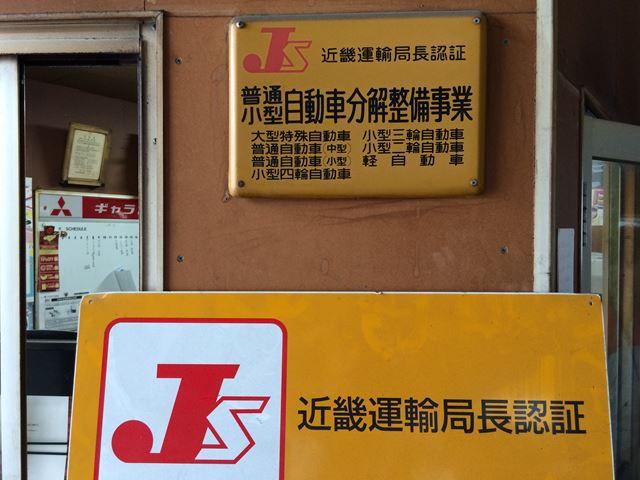 JS 近畿運輸局長認証
普通
小型 自動車分解整備事業
大型特殊自動車 小型三輪自動車
普通自動車(中型) 小型二輪自動車
普通自動車(小型) 軽自動車
小型四輪自動車
ギャラ
SCHEDULE
JS 近畿運輸局長認証